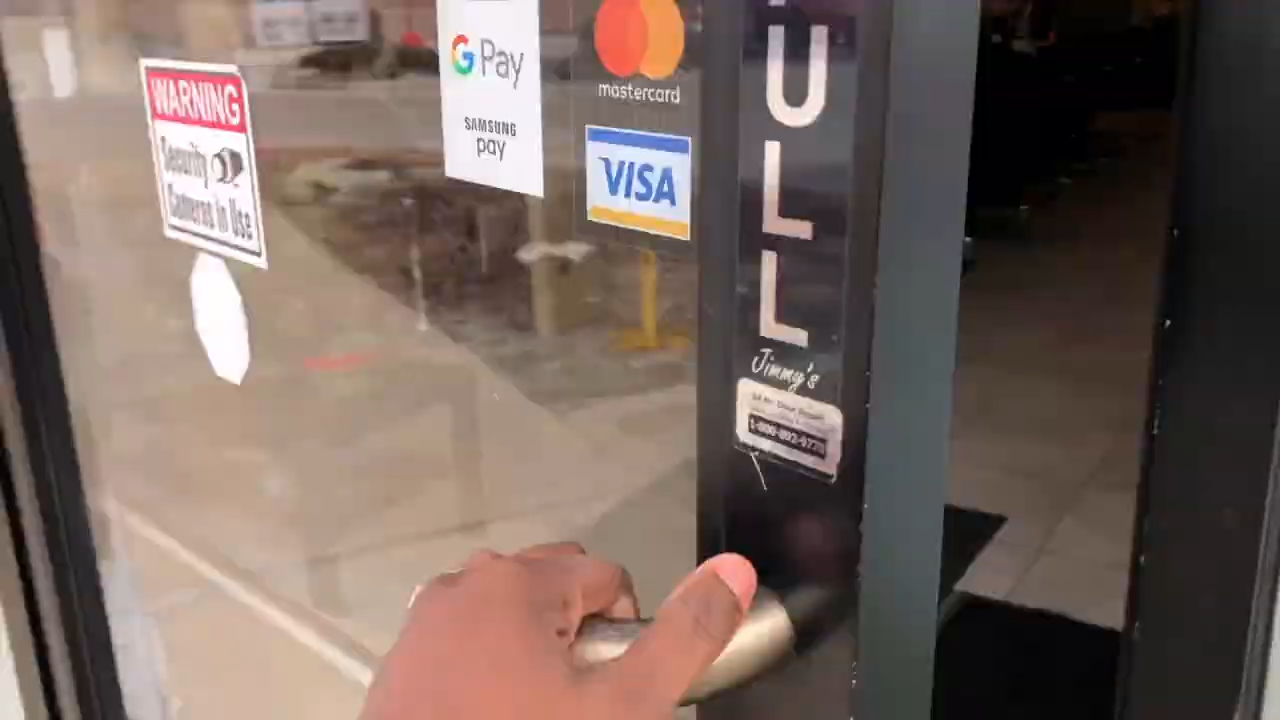 WARNING
Security
Cameras in Use
G Pay
SAMSUNG
pay
mastercard
VISA
ULL
Jimmy's